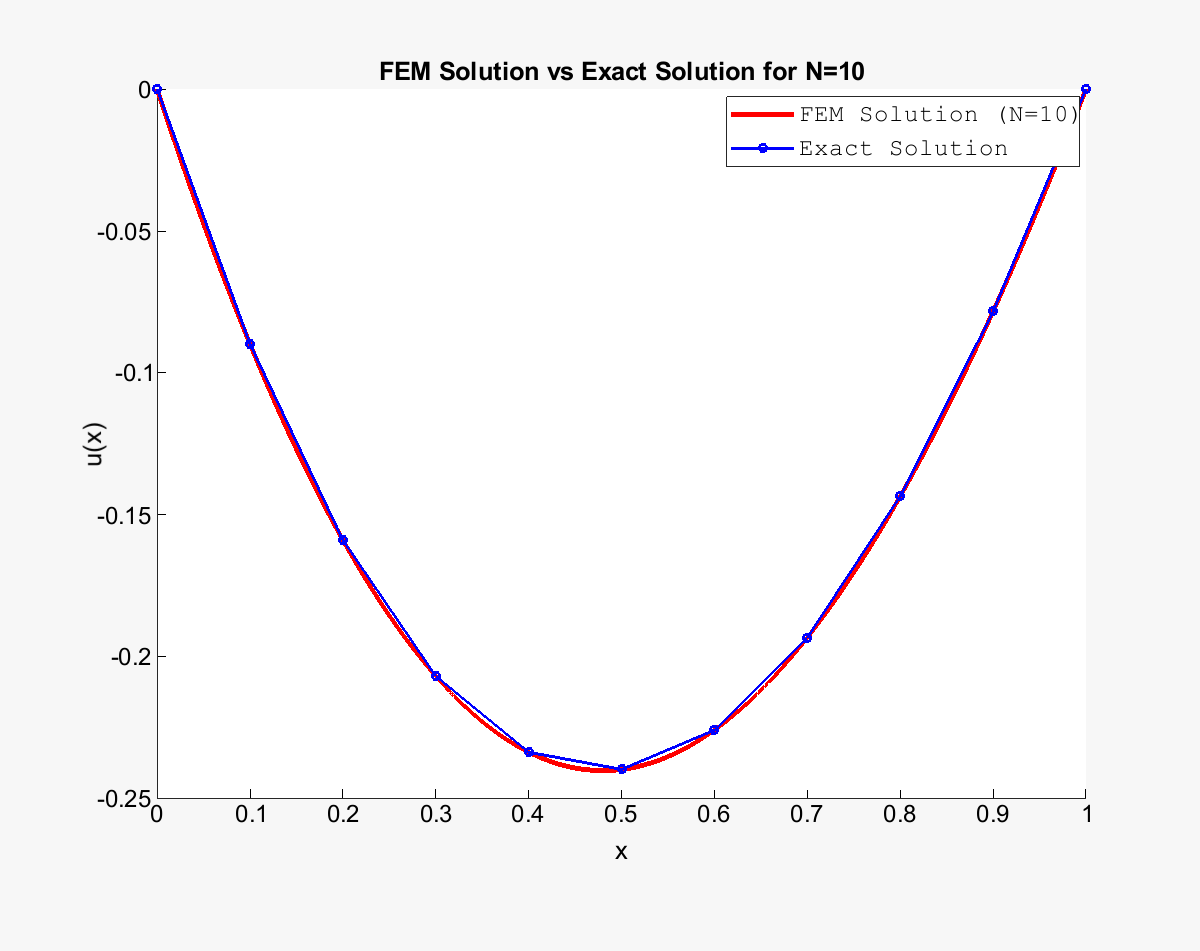 FEM Solution vs Exact Solution for N=10
FEM Solution (N=10)
Exact Solution
0
-0.05
-0.1
-0.15
-0.2
-0.25
u(x)
0 0.1 0.2 0.3 0.4 0.5 0.6 0.7 0.8 0.9 1
x